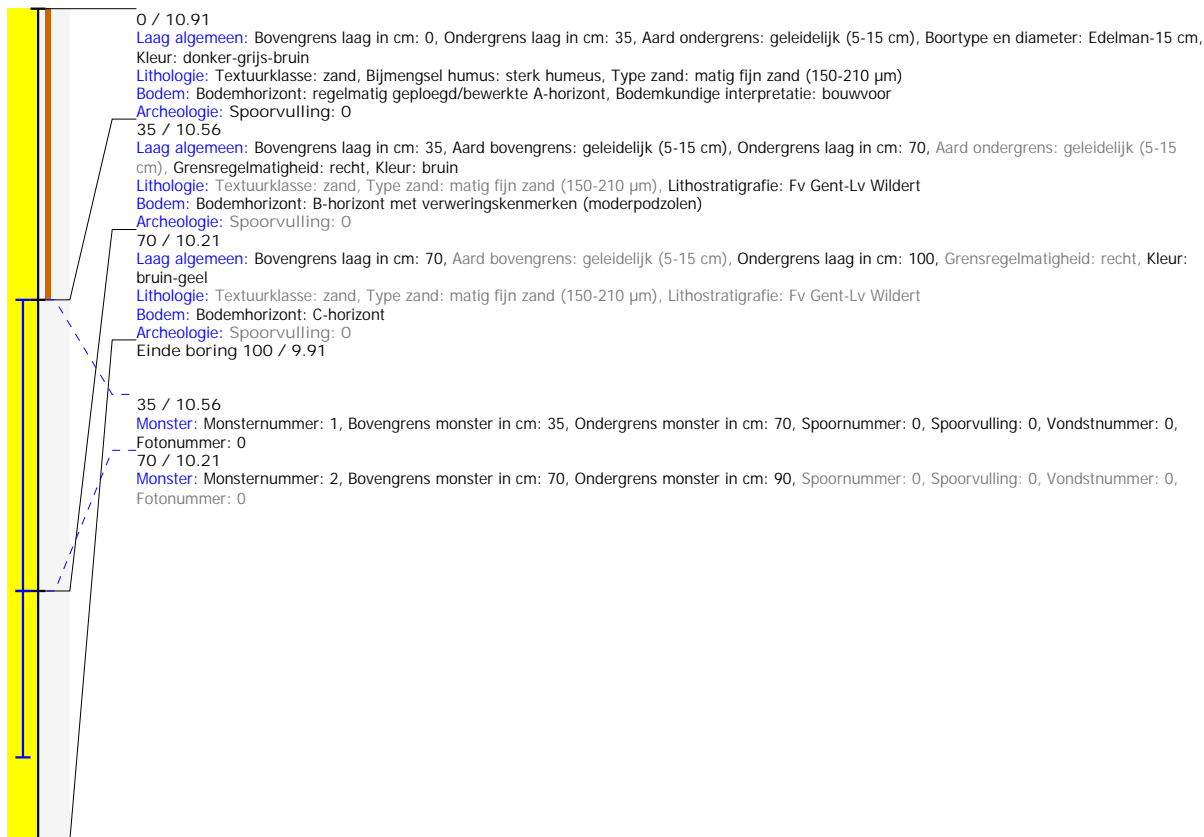 0 / 10.91
Laag algemeen: Bovengrens laag in cm: 0, Ondergrens laag in cm: 35, Aard ondergrens: geleidelijk (5-15 cm), Boortype en diameter: Edelman-15 cm,
Kleur: donker-grijs-bruin
Lithologie: Textuurklasse: zand, Bijmengsel humus: sterk humeus, Type zand: matig fijn zand (150-210 µm)
Bodem: Bodemhorizont: regelmatig geploegd/bewerkte A-horizont, Bodemkundige interpretatie: bouwvoor
Archeologie: Spoorvulling: 0
35 / 10.56
Laag algemeen: Bovengrens laag in cm: 35, Aard bovengrens: geleidelijk (5-15 cm), Ondergrens laag in cm: 70, Aard ondergrens: geleidelijk (5-15
cm), Grensregelmatigheid: recht, Kleur: bruin
Lithologie: Textuurklasse: zand, Type zand: matig fijn zand (150-210 µm), Lithostratigrafie: Fv Gent-Lv Wildert
Bodem: Bodemhorizont: B-horizont met verweringskenmerken (moderpodzolen)
Archeologie: Spoorvulling: 0
70 / 10.21
Laag algemeen: Bovengrens laag in cm: 70, Aard bovengrens: geleidelijk (5-15 cm), Ondergrens laag in cm: 100, Grensregelmatigheid: recht, Kleur:
bruin-geel
Lithologie: Textuurklasse: zand, Type zand: matig fijn zand (150-210 µm), Lithostratigrafie: Fv Gent-Lv Wildert
Bodem: Bodemhorizont: C-horizont
Archeologie: Spoorvulling: 0
Einde boring 100 / 9.91
35 / 10.56
Monster: Monsternummer: 1, Bovengrens monster in cm: 35, Ondergrens monster in cm: 70, Spoornummer: 0, Spoorvulling: 0, Vondstnummer: 0,
Fotonummer: 0
70 / 10.21
Monster: Monsternummer: 2, Bovengrens monster in cm: 70, Ondergrens monster in cm: 90, Spoornummer: 0, Spoorvulling: 0, Vondstnummer: 0,
Fotonummer: 0